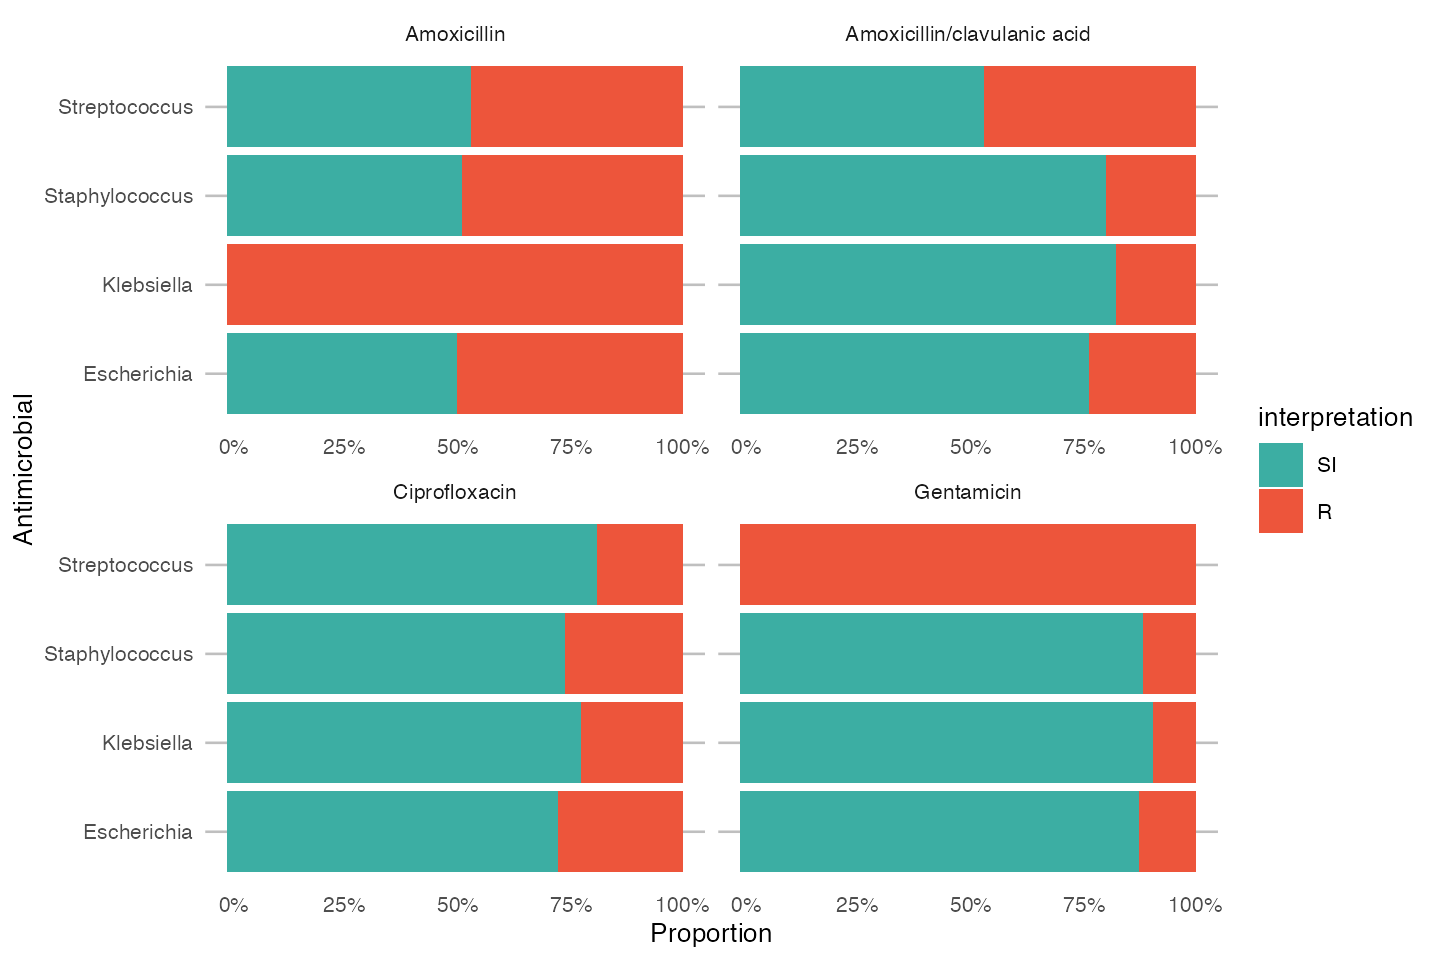 Amoxicillin
Amoxicillin/clavulanic acid
Streptococcus
Staphylococcus
Klebsiella
Escherichia
0% 25% 50% 75% 100%
0% 25% 50% 75% 100%
Ciprofloxacin
Gentamicin
Streptococcus
Staphylococcus
Klebsiella
Escherichia
0% 25% 50% 75% 100%
0% 25% 50% 75% 100%
Proportion
Antimicrobial
interpretation
SI
R